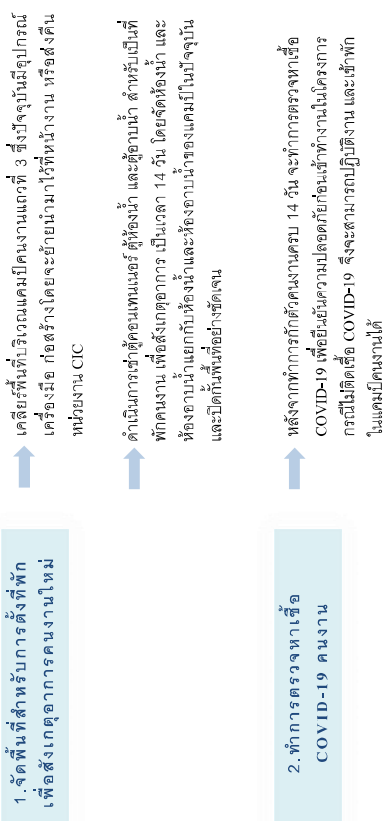 1.จัดพื้นที่สำหรับการตั้งที่พัก
เพื่อสังเกตุอาการคนงานใหม่
เคลียร์พื้นที่บริเวณแคมป์คนงานแถวที่ 3 ซึ่งปัจจุบันมีอุปกรณ์
เครื่องมือ ก่อสร้างโดยจะย้ายนำมาไว้ที่หน้างาน หรือส่งคืน
หน่วยงาน CIC
ดำเนินการเช่าตู้คอนเทนเนอร์ ตู้ห้องน้ำ และตู้อาบน้ำ สำหรับเป็นที่
พักคนงาน เพื่อสังเกตุอาการ เป็นเวลา 14 วัน โดยจัดห้องน้ำ และ
ห้องอาบน้ำแยกกับห้องน้ำและห้องอาบน้ำของแคมป์ในปัจจุบัน
และปิดกั้นพื้นที่อย่างชัดเจน
2.ทำการตรวจหาเชื้อ
COVID-19 คนงาน
หลังจากทำการกักตัวคนงานครบ 14 วัน จะทำการตรวจหาเชื้อ
COVID-19 เพื่อยืนยันความปลอดภัยก่อนเข้าทำงานในโครงการ
กรณีไม่ติดเชื้อ COVID-19 จึงจะสามารถปฏิบัติงาน และเข้าพัก
ในแคมป์คนงานได้